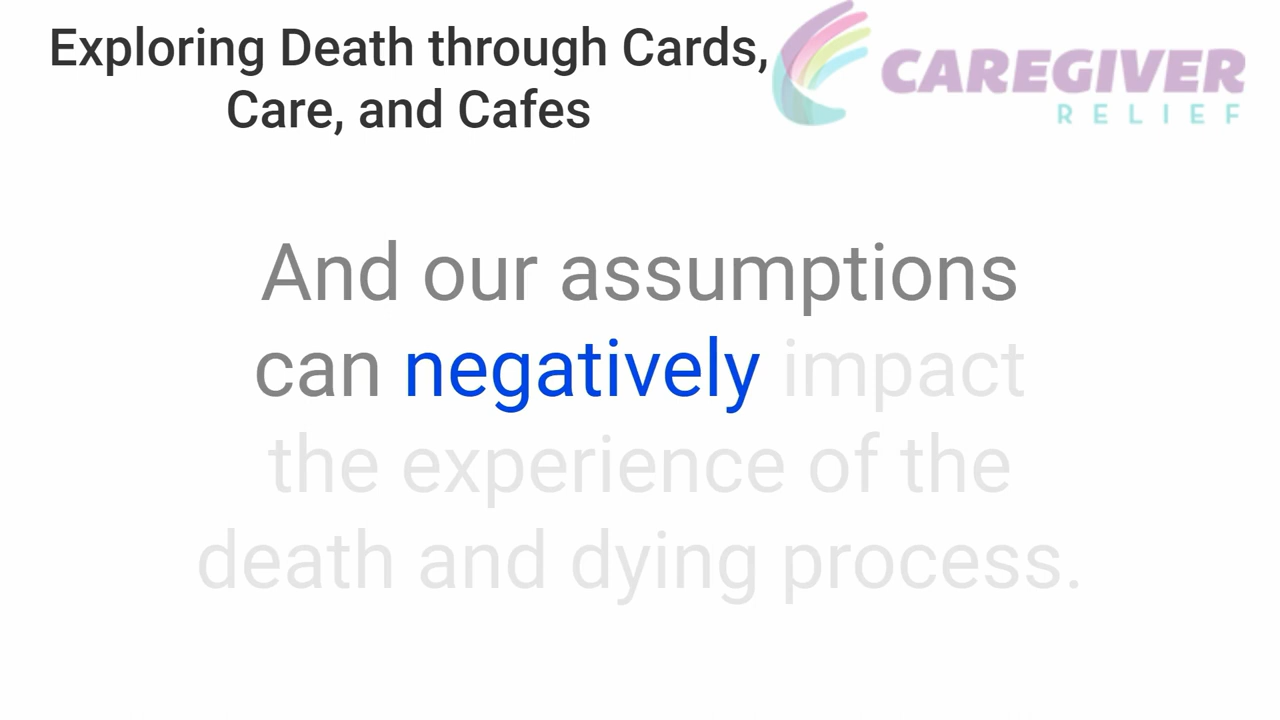 Exploring Death through Cards,
Care, and Cafes
CAREGIVER
RELIEF
And our assumptions
can negatively impact
the experience of the
death and dying process.